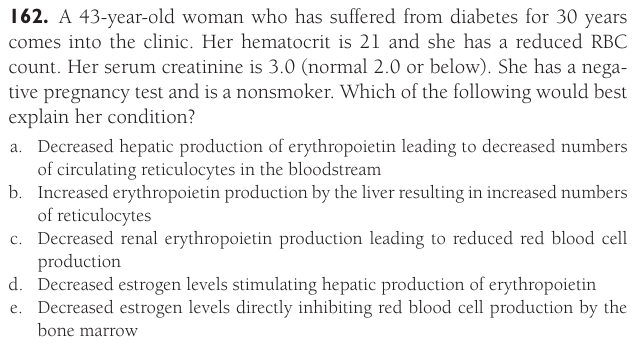 162. A 43-year-old woman who has suffered from diabetes for 30 years
comes into the clinic. Her hematocrit is 21 and she has a reduced RBC
count. Her serum creatinine is 3.0 (normal 2.0 or below). She has a nega-
tive pregnancy test and is a nonsmoker. Which of the following would best
explain her condition?
a. Decreased hepatic production of erythropoietin leading to decreased numbers
of circulating reticulocytes in the bloodstream
b. Increased erythropoietin production by the liver resulting in increased numbers
of reticulocytes
c. Decreased renal erythropoietin production leading to reduced red blood cell
production
d. Decreased estrogen levels stimulating hepatic production of erythropoietin
e. Decreased estrogen levels directly inhibiting red blood cell production by the
bone marrow